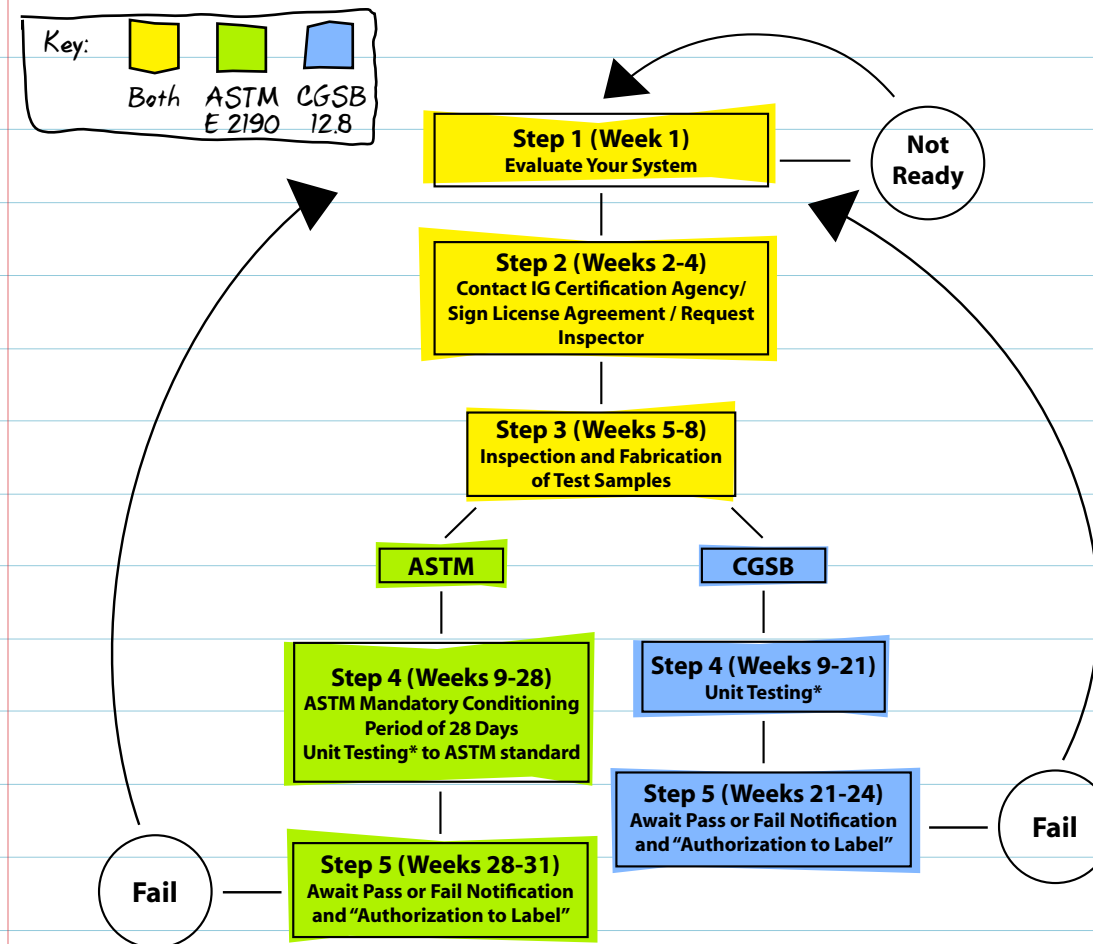 Key:
Both
ASTM
E 2190
CGSB
12.8
Step 1 (Week 1)
Evaluate Your System
Not
Ready
Step 2 (Weeks 2-4)
Contact IG Certification Agency/
Sign License Agreement / Request
Inspector
Step 3 (Weeks 5-8)
Inspection and Fabrication
of Test Samples
ASTM
CGSB
Step 4 (Weeks 9-28)
ASTM Mandatory Conditioning
Period of 28 Days
Unit Testing* to ASTM standard
Step 4 (Weeks 9-21)
Unit Testing*
Step 5 (Weeks 21-24)
Await Pass or Fail Notification
and “Authorization to Label”
Fail
Step 5 (Weeks 28-31)
Await Pass or Fail Notification
and “Authorization to Label”
Fail